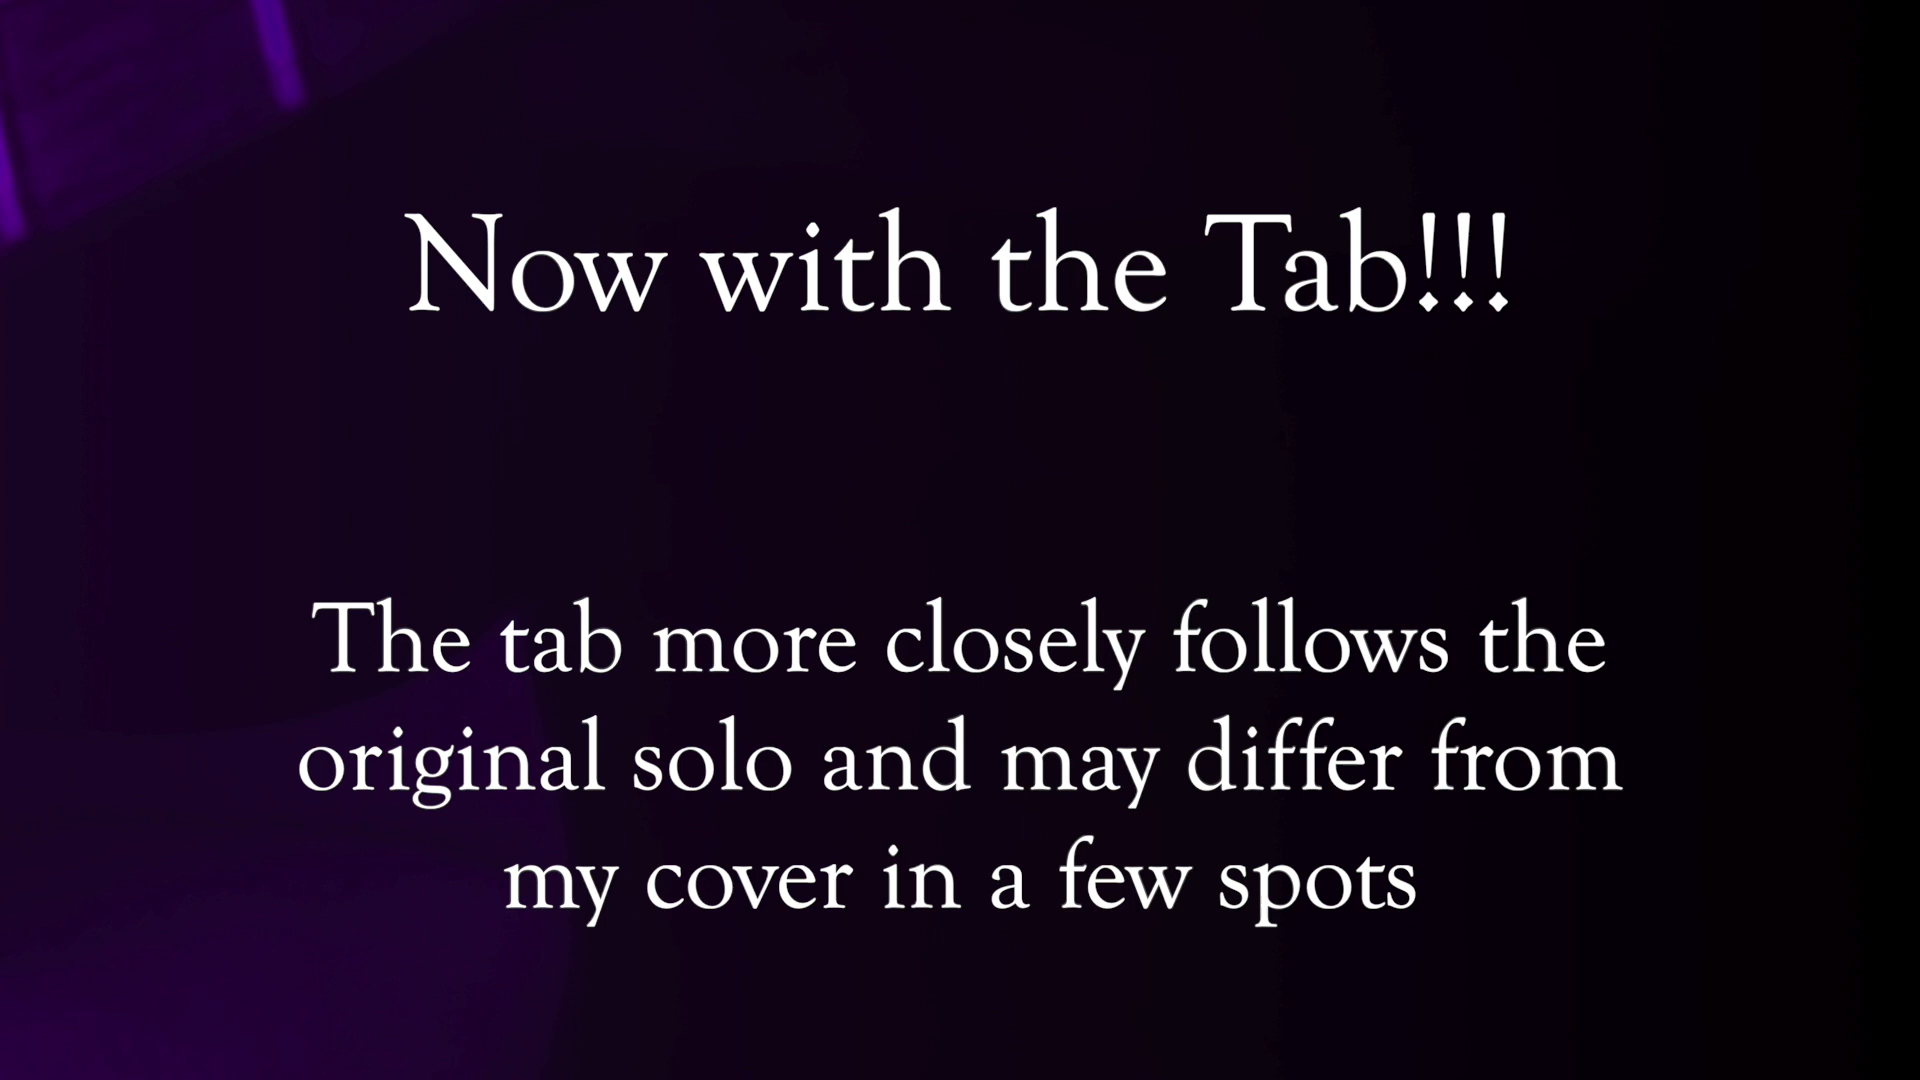 Now with the Tab!!!
The tab more closely follows the
original solo and may differ from
my cover in a few spots